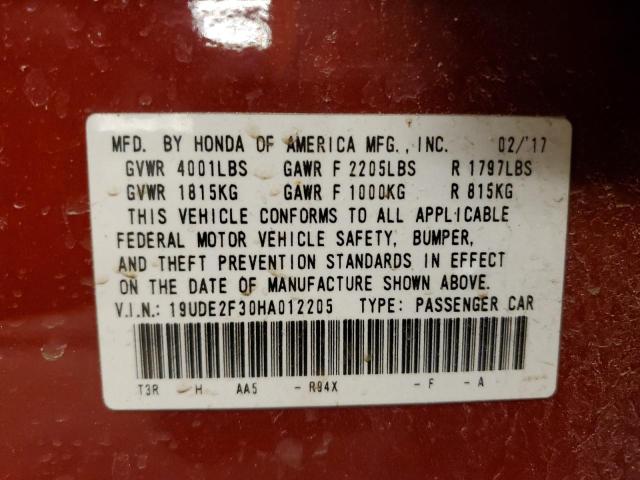 MFD. BY HONDA OF AMERICA MFG., INC. 02/'17
GVWR 4001LBS GAWR F 2205LBS R 1797LBS
GVWR 1815KG GAWR F 1000KG R 815KG
THIS VEHICLE CONFORMS TO ALL APPLICABLE
FEDERAL MOTOR VEHICLE SAFETY, BUMPER,
AND THEFT PREVENTION STANDARDS IN EFFECT
ON THE DATE OF MANUFACTURE SHOWN ABOVE.
V.I.N.: 19UDE2F30HA012205 TYPE: PASSENGER CAR
T3R - H AA5 - R94X - F - A